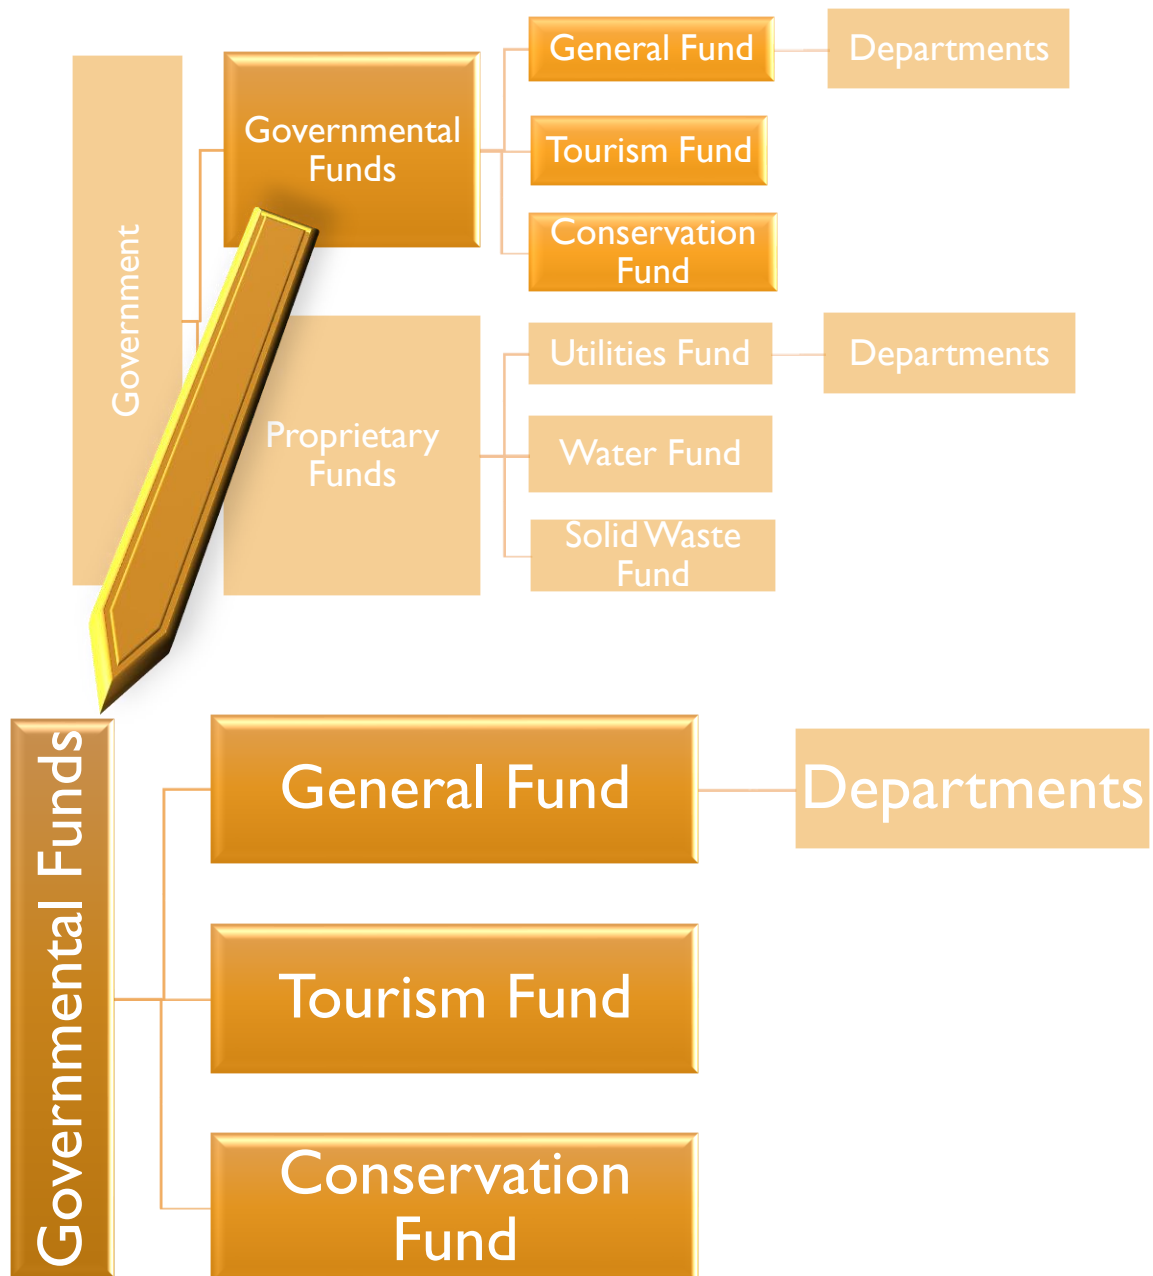 General Fund
Departments
Governmental
Funds
Tourism Fund
Conservation
Fund
Government
Utilities Fund
Departments
Proprietary
Funds
Water Fund
Solid Waste
Fund
Governmental Funds
General Fund
Departments
Tourism Fund
Conservation
Fund